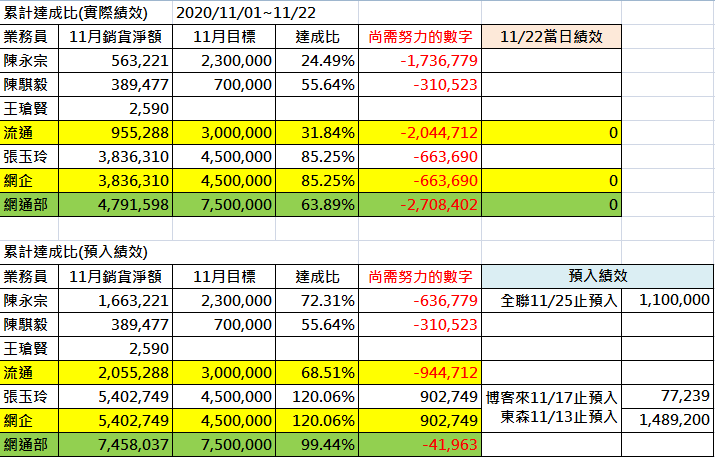 累計達成比(實際績效) 2020/11/01~11/22
業務員 11月銷貨淨額 11月目標 達成比 尚需努力的數字 11/22當日績效
陳永宗 563,221 2,300,000 24.49% -1,736,779
陳騏毅 389,477 700,000 55.64% -310,523
王瑲賢 2,590
流通 955,288 3,000,000 31.84% -2,044,712 0
張玉玲 3,836,310 4,500,000 85.25% -663,690
網企 3,836,310 4,500,000 85.25% -663,690 0
網通部 4,791,598 7,500,000 63.89% -2,708,402 0
累計達成比(預入績效)
業務員 11月銷貨淨額 11月目標 達成比 尚需努力的數字 預入績效
陳永宗 1,663,221 2,300,000 72.31% -636,779 全聯11/25止預入 1,100,000
陳騏毅 389,477 700,000 55.64% -310,523
王瑲賢 2,590
流通 2,055,288 3,000,000 68.51% -944,712
張玉玲 5,402,749 4,500,000 120.06% 902,749 博客來11/17止預入 77,239
網企 5,402,749 4,500,000 120.06% 902,749 東森11/13止預入 1,489,200
網通部 7,458,037 7,500,000 99.44% -41,963